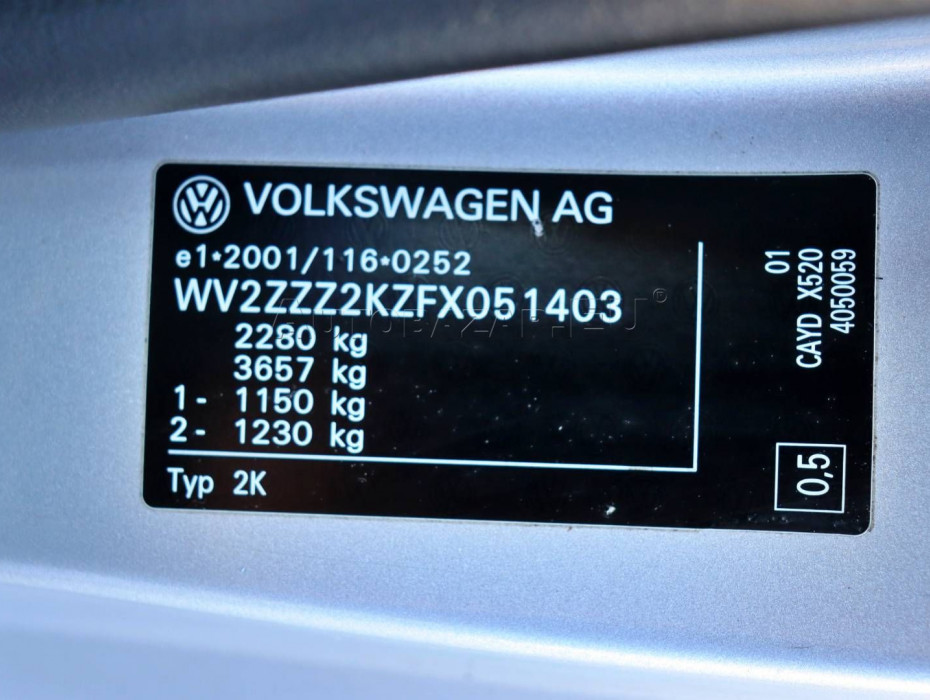 VOLKSWAGEN AG
e1*2001/116*0252
WV2ZZZ2KZFX051403
2280 kg
3657 kg
1- 1150 kg
2- 1230 kg
Typ 2K
01
CAYD X520
4050059
0,5